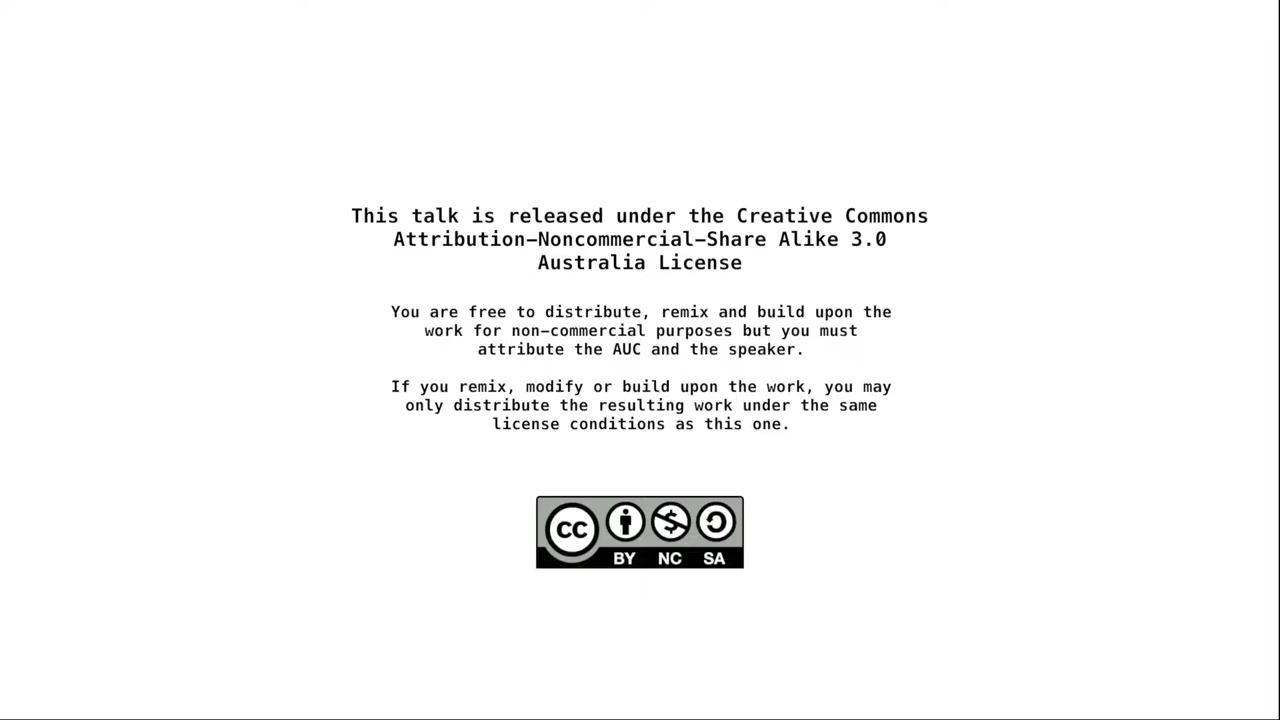 This talk is released under the Creative Commons
Attribution-Noncommercial-Share Alike 3.0
Australia License
You are free to distribute, remix and build upon the
work for non-commercial purposes but you must
attribute the AUC and the speaker.
If you remix, modify or build upon the work, you may
only distribute the resulting work under the same
license conditions as this one.
CC $
BY NC SA